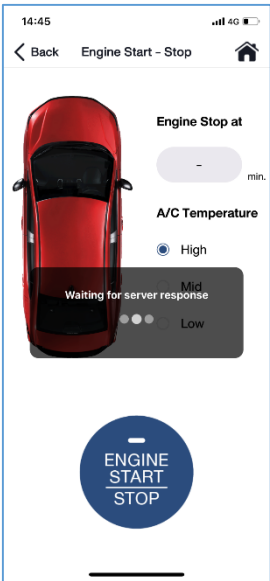 14:45
4G
Back
Engine Start – Stop
Engine Stop at
-
min.
A/C Temperature
High
Mid
Waiting for server response
Low
ENGINE
START
STOP